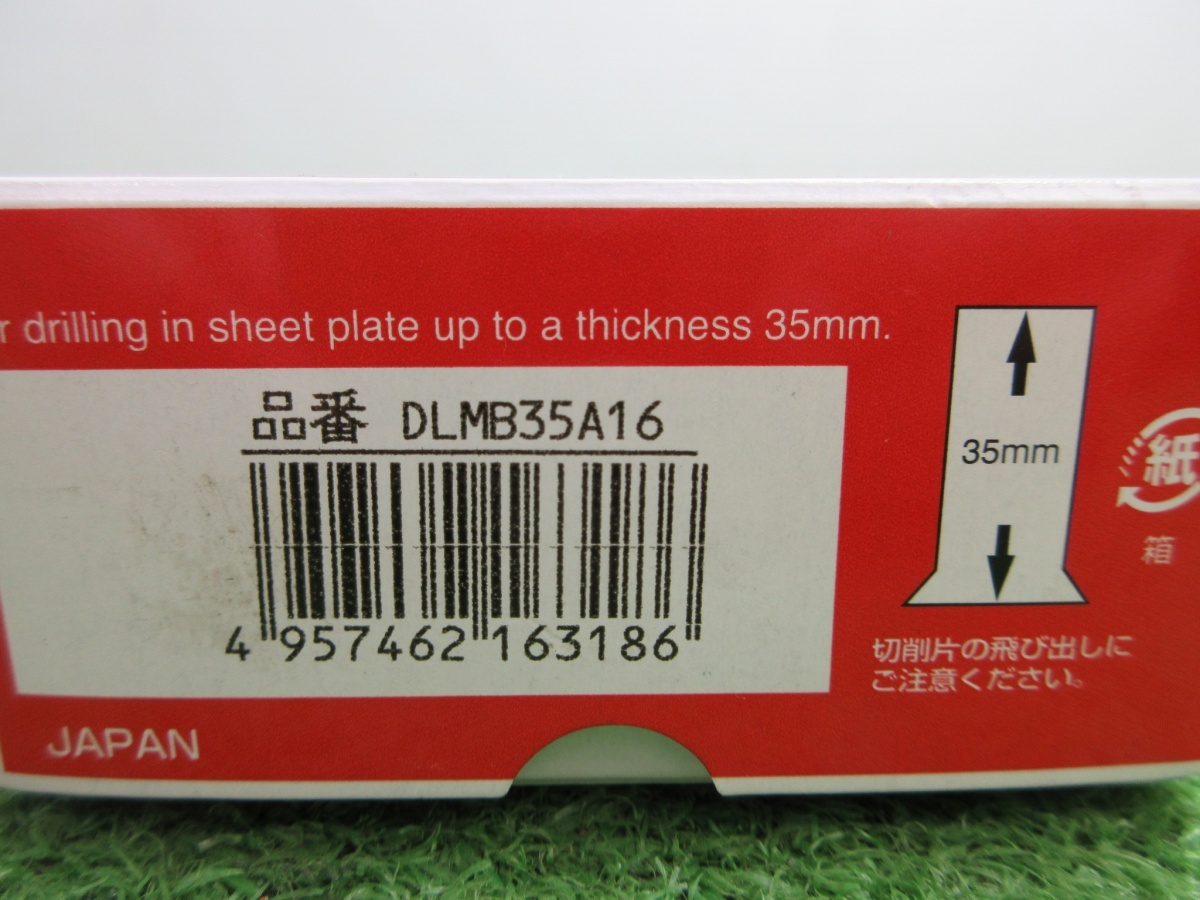 r drilling in sheet plate up to a thickness 35mm.
品番 DLMB35A16
4 957462 163186
JAPAN
35mm
切削片の飛び出しに
ご注意ください。
紙
箱